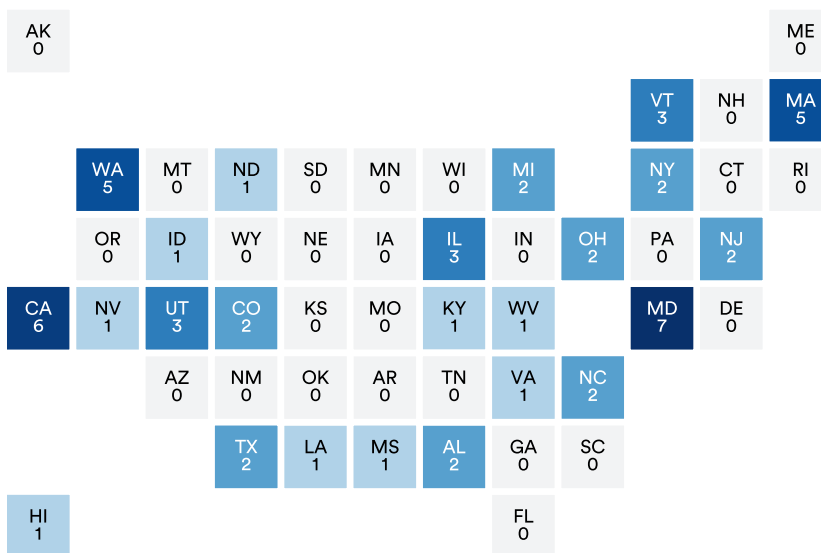 AK
0
ME
0
VT
3
NH
0
MA
5
WA
5
MT
0
ND
1
SD
0
MN
0
WI
0
MI
2
NY
2
CT
0
RI
0
OR
0
ID
1
WY
0
NE
0
IA
0
IL
3
IN
0
OH
2
PA
0
NJ
2
CA
6
NV
1
UT
3
CO
2
KS
0
MO
0
KY
1
WV
1
MD
7
DE
0
AZ
0
NM
0
OK
0
AR
0
TN
0
VA
1
NC
2
TX
2
LA
1
MS
1
AL
2
GA
0
SC
0
HI
1
FL
0